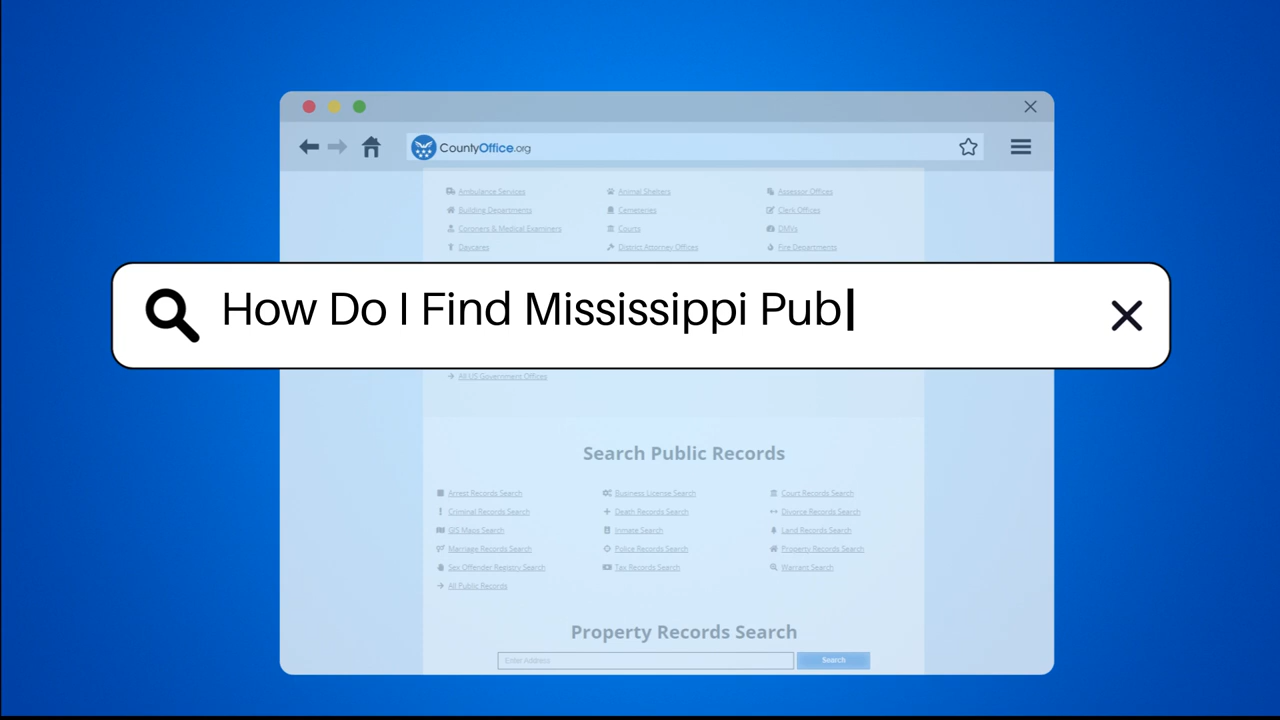 CountyOffice.org
Ambulance Services Animal Shelters Assessor Offices
Building Departments Cemeteries Clerk Offices
Coroners & Medical Examiners Courts DMVs
Daycares District Attorney Offices Fire Departments
How Do I Find Mississippi Pub
All US Government Offices
Search Public Records
Arrest Records Search Business License Search Court Records Search
Criminal Records Search Death Records Search Divorce Records Search
GIS Maps Search Inmate Search Land Records Search
Marriage Records Search Police Records Search Property Records Search
Sex Offender Registry Search Tax Records Search Warrant Search
All Public Records
Property Records Search
Enter Address Search